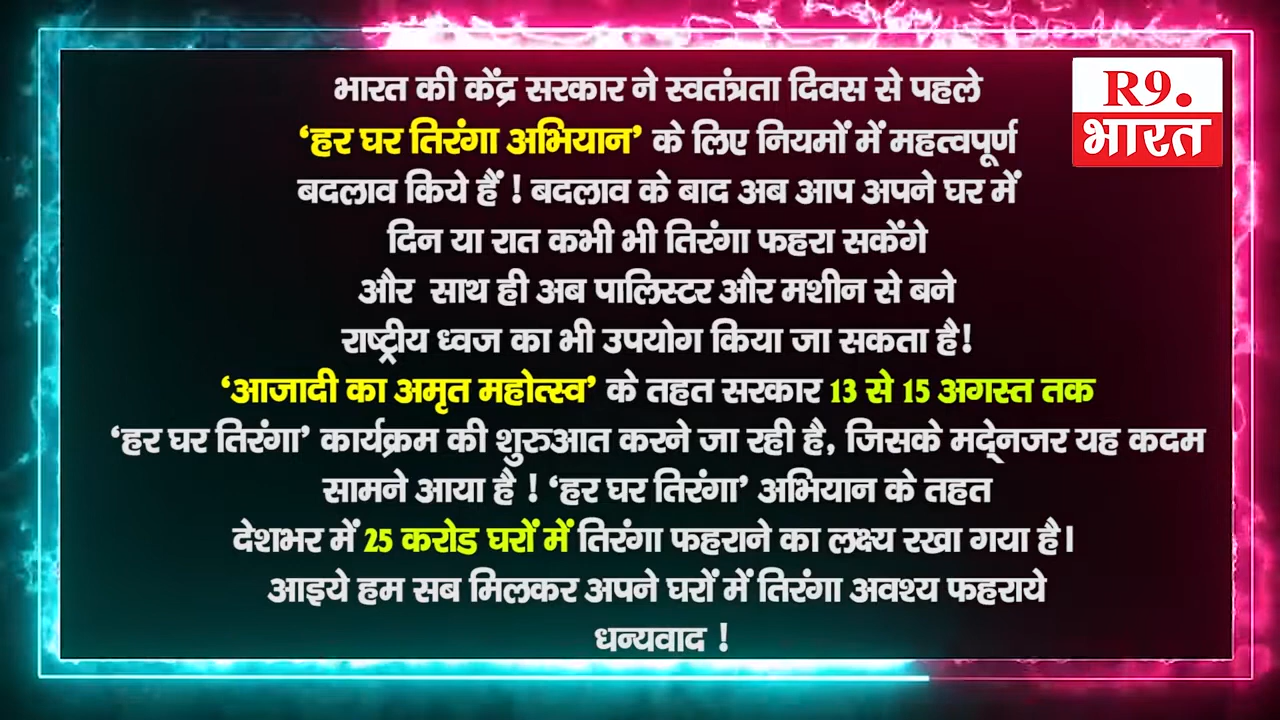 भारत की केंद्र सरकार ने स्वतंत्रता दिवस से पहले
‘हर घर तिरंगा अभियान’ के लिए नियमों में महत्वपूर्ण
बदलाव किये हैं ! बदलाव के बाद अब आप अपने घर में
दिन या रात कभी भी तिरंगा फहरा सकेंगे
और साथ ही अब पालिस्टर और मशीन से बने
राष्ट्रीय ध्वज का भी उपयोग किया जा सकता है!
‘आजादी का अमृत महोत्स्व’ के तहत सरकार 13 से 15 अगस्त तक
‘हर घर तिरंगा’ कार्यक्रम की शुरुआत करने जा रही है, जिसके मद्देनजर यह कदम
सामने आया है ! ‘हर घर तिरंगा’ अभियान के तहत
देशभर में 25 करोड घरों में तिरंगा फहराने का लक्ष्य रखा गया है।
आइये हम सब मिलकर अपने घरों में तिरंगा अवश्य फहराये
धन्यवाद !
R9.
भारत